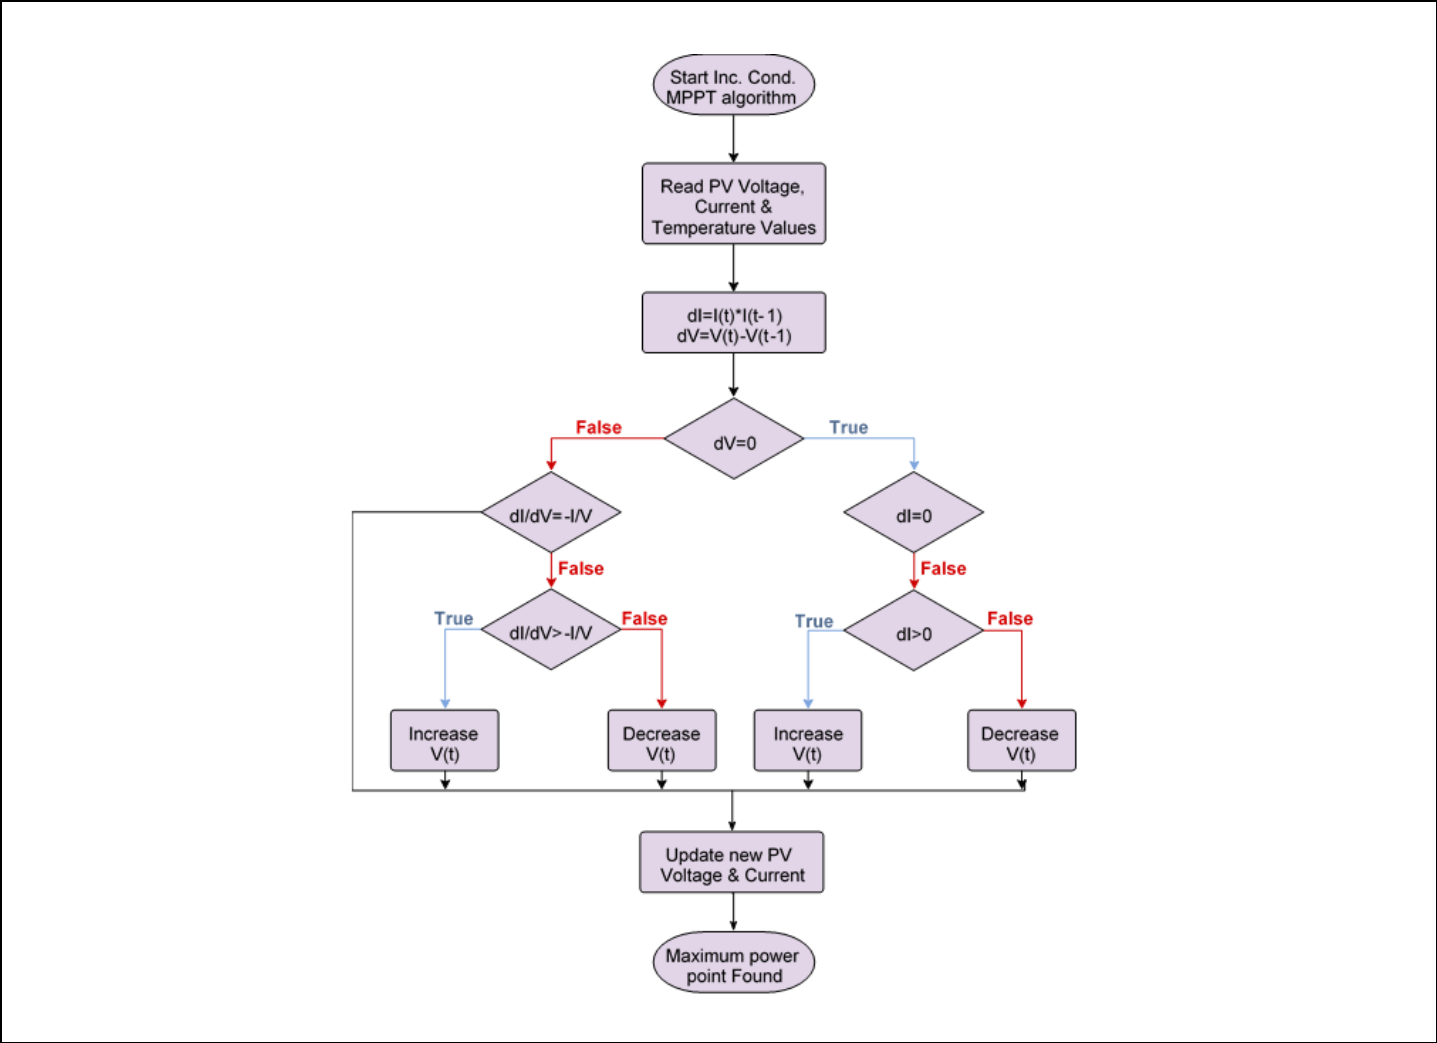 Start Inc. Cond.
MPPT algorithm
Read PV Voltage,
Current &
Temperature Values
dI=I(t)*I(t-1)
dV=V(t)-V(t-1)
False
True
dV=0
dI/dV=-I/V
dI=0
False
False
True
False
True
False
dI/dV>-I/V
dI>0
Increase
V(t)
Decrease
V(t)
Increase
V(t)
Decrease
V(t)
Update new PV
Voltage & Current
Maximum power
point Found